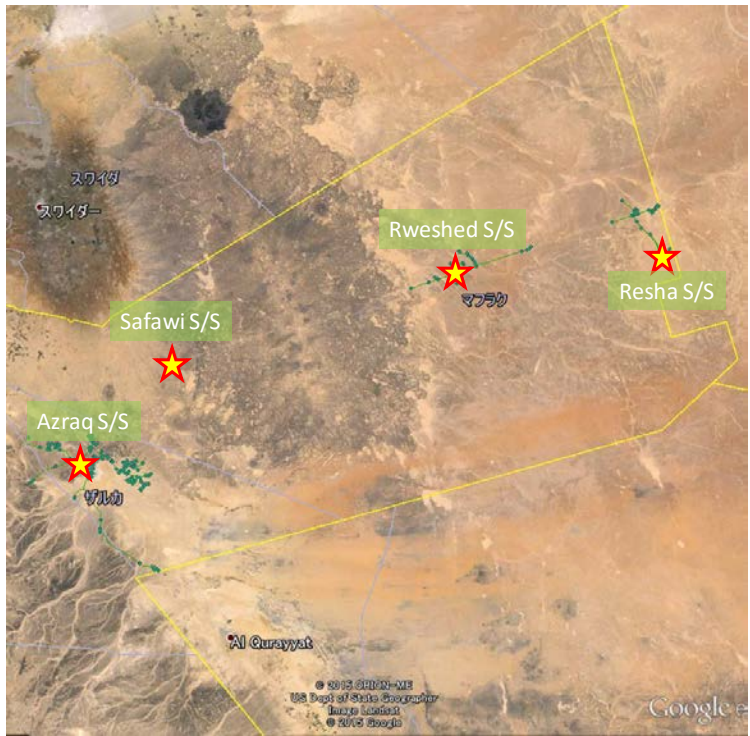 スワイダ
スワイダー
Rweshed S/S
マフラク
Resha S/S
Safawi S/S
Azraq S/S
ザルカ
Al Qurayyat
© 2015 ORION-ME
US Dept of State Geographer
Image Landsat
© 2015 Google
Google e